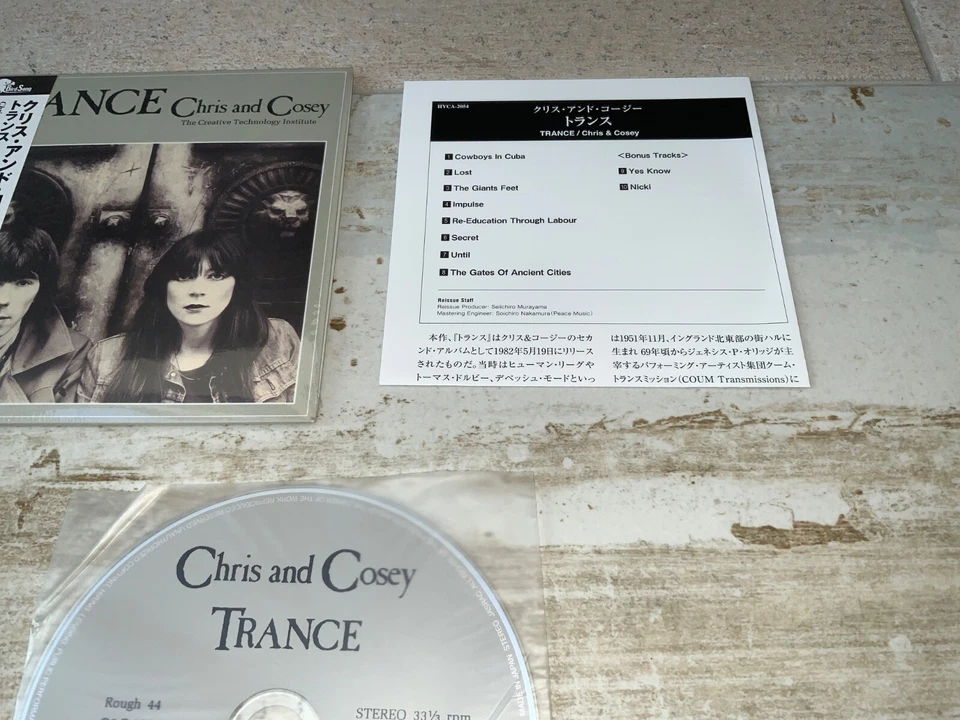 Bird Song
クリス・アンド・
トランス
RANCE Chris and Cosey
The Creative Technology Institute
HYCA-2054
クリス・アンド・コージー
トランス
TRANCE / Chris & Cosey
1 Cowboys In Cuba
2 Lost
3 The Giants Feet
4 Impulse
5 Re-Education Through Labour
6 Secret
7 Until
8 The Gates Of Ancient Cities
<Bonus Tracks>
9 Yes Know
10 Nicki
Reissue Staff
Reissue Producer: Seiichiro Murayama
Mastering Engineer: Soichiro Nakamura(Peace Music)
本作、「トランス」はクリス&コージーのセカ
ンド・アルバムとして1982年5月19日にリリース
されたものだ。当時はヒューマン・リーグや
トーマス・ドルビー、デペッシュ・モードといっ
は1951年11月、イングランド北東部の街ハルに
生まれ 69年頃からジェネシス・P・オリッジが主
宰するパフォーミング・アーティスト集団クーム・
トランスミッション(COUM Transmissions)に
Chris and Cosey
TRANCE
Rough 44
STEREO 33⅓ rpm